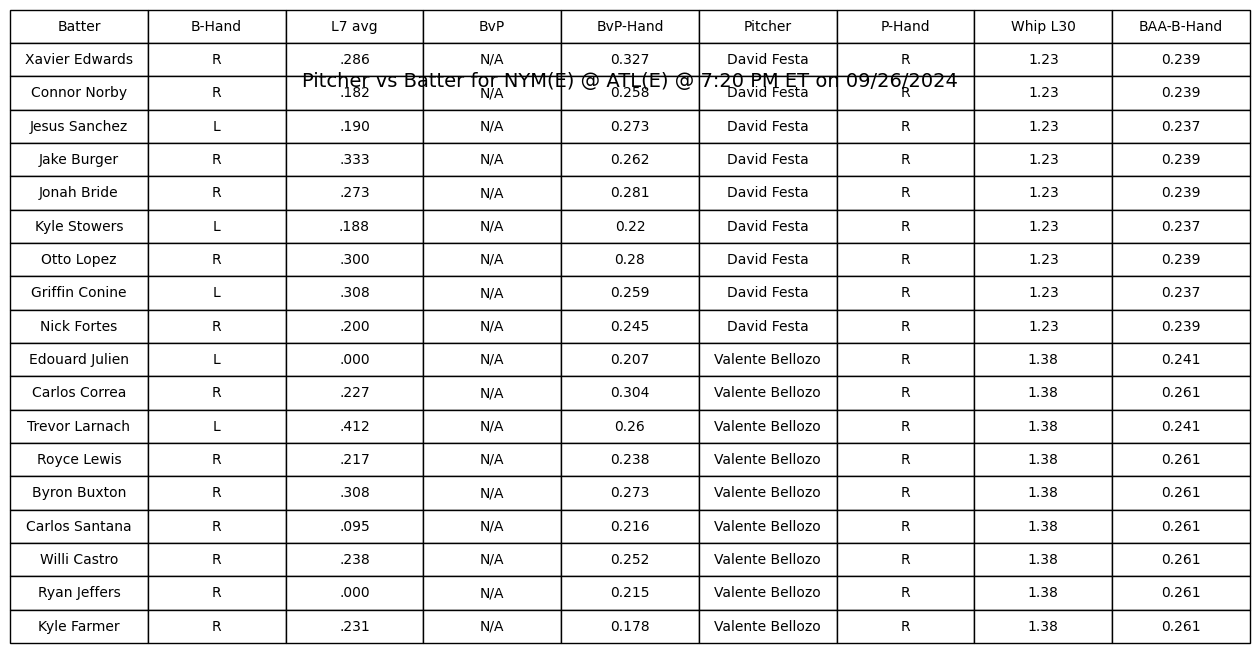 Batter B-Hand L7 avg BvP BvP-Hand Pitcher P-Hand Whip L30 BAA-B-Hand
Xavier Edwards R .286 N/A 0.327 David Festa R 1.23 0.239
Pitcher vs Batter for NYM(E) @ ATL(E) @ 7:20 PM ET on 09/26/2024
Connor Norby R .182 N/A 0.258 David Festa R 1.23 0.239
Jesus Sanchez L .190 N/A 0.273 David Festa R 1.23 0.237
Jake Burger R .333 N/A 0.262 David Festa R 1.23 0.239
Jonah Bride R .273 N/A 0.281 David Festa R 1.23 0.239
Kyle Stowers L .188 N/A 0.22 David Festa R 1.23 0.237
Otto Lopez R .300 N/A 0.28 David Festa R 1.23 0.239
Griffin Conine L .308 N/A 0.259 David Festa R 1.23 0.237
Nick Fortes R .200 N/A 0.245 David Festa R 1.23 0.239
Edouard Julien L .000 N/A 0.207 Valente Bellozo R 1.38 0.241
Carlos Correa R .227 N/A 0.304 Valente Bellozo R 1.38 0.261
Trevor Larnach L .412 N/A 0.26 Valente Bellozo R 1.38 0.241
Royce Lewis R .217 N/A 0.238 Valente Bellozo R 1.38 0.261
Byron Buxton R .308 N/A 0.273 Valente Bellozo R 1.38 0.261
Carlos Santana R .095 N/A 0.216 Valente Bellozo R 1.38 0.261
Willi Castro R .238 N/A 0.252 Valente Bellozo R 1.38 0.261
Ryan Jeffers R .000 N/A 0.215 Valente Bellozo R 1.38 0.261
Kyle Farmer R .231 N/A 0.178 Valente Bellozo R 1.38 0.261